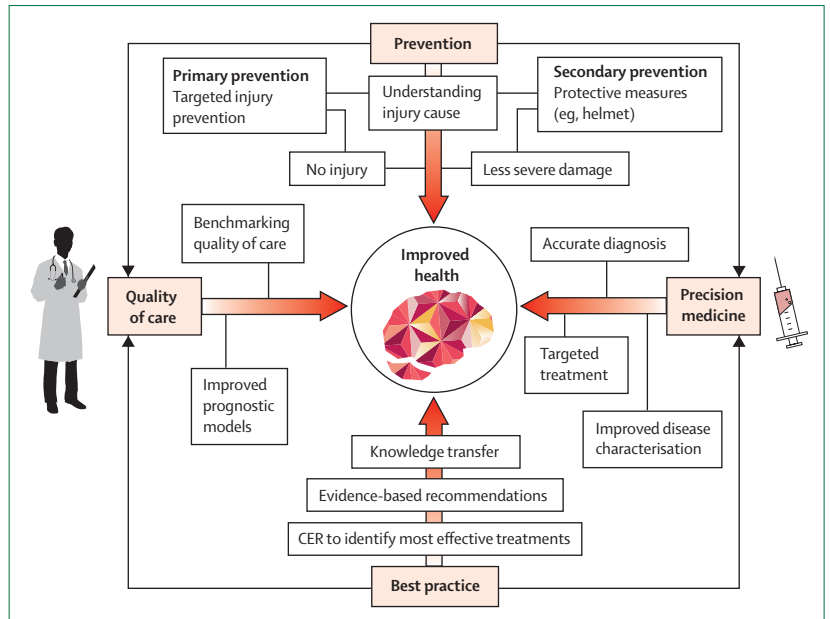 Prevention
Primary prevention
Targeted injury
prevention
Understanding
injury cause
Secondary prevention
Protective measures
(eg, helmet)
No injury
Less severe damage
Benchmarking
quality of care
Improved
health
Accurate diagnosis
Quality
of care
Precision
medicine
Improved
prognostic
models
Targeted
treatment
Improved disease
characterisation
Knowledge transfer
Evidence-based recommendations
CER to identify most effective treatments
Best practice